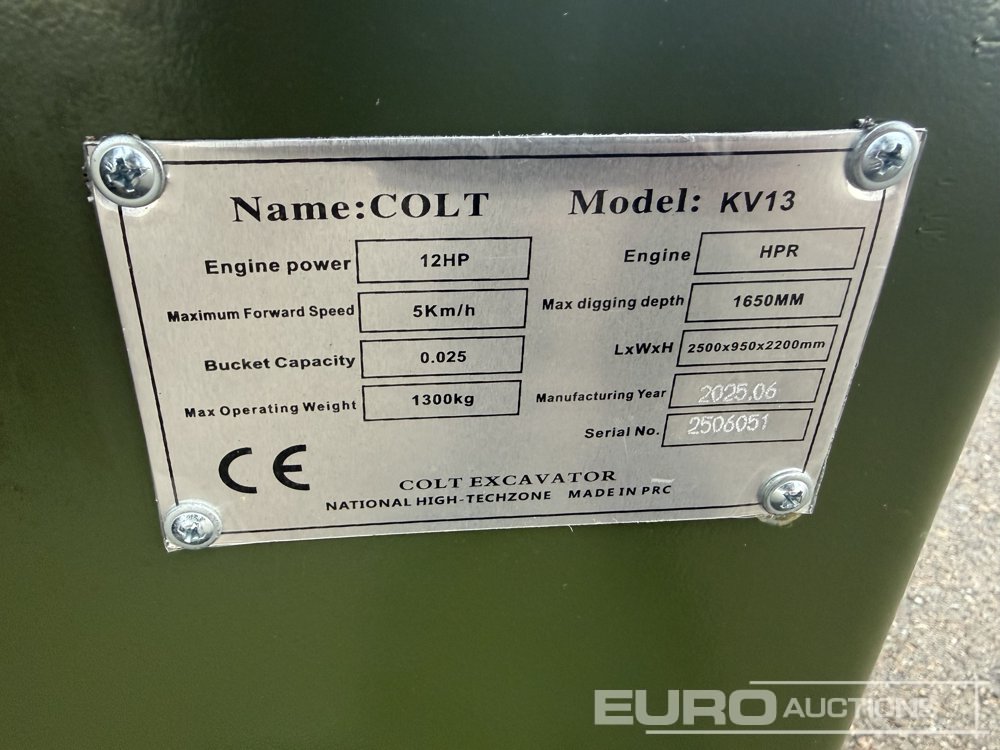 Name:COLT Model: KV13
Engine power 12HP Engine HPR
Maximum Forward Speed 5Km/h Max digging depth 1650MM
Bucket Capacity 0.025 LxWxH 2500x950x2200mm
Max Operating Weight 1300kg Manufacturing Year 2025.06
Serial No. 2506051
CE
COLT EXCAVATOR
NATIONAL HIGH-TECHZONE MADE IN PRC
EURO AUCTIONS